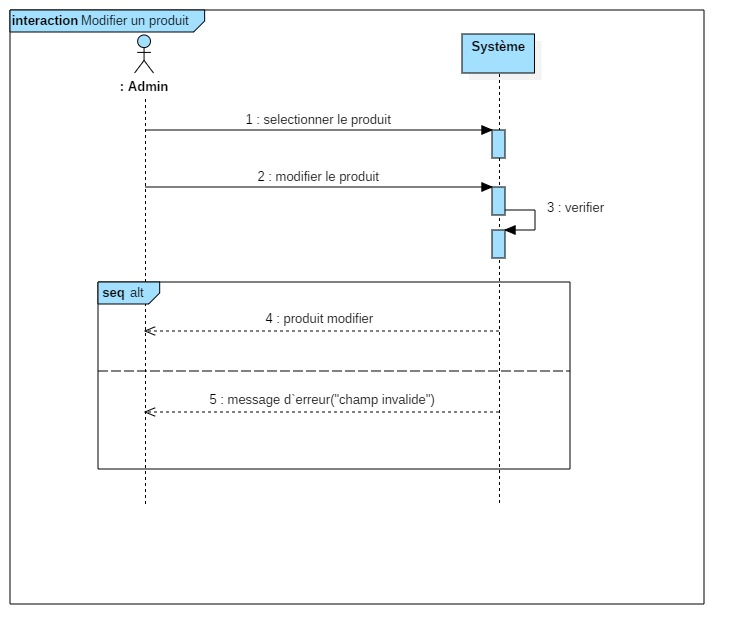 interaction Modifier un produit
Système
: Admin
1 : selectionner le produit
2 : modifier le produit
3 : verifier
seq alt
4 : produit modifier
5 : message d`erreur("champ invalide")